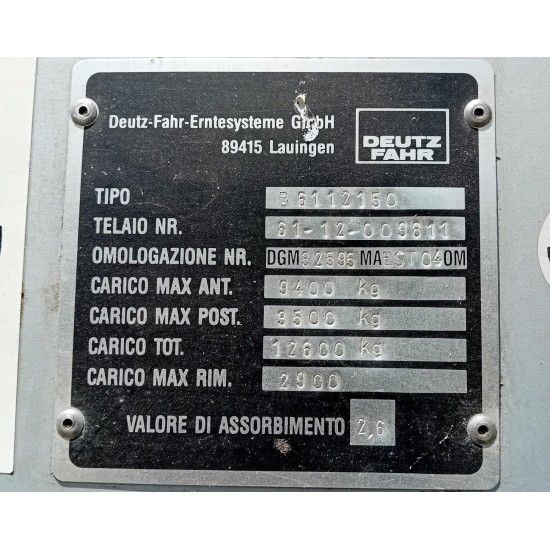 Deutz-Fahr-Erntesysteme GmbH
89415 Lauingen
DEUTZ
FAHR
TIPO B6112150
TELAIO NR. 61-12-009811
OMOLOGAZIONE NR. DGM32595MAEST040M
CARICO MAX ANT. 9400 kg
CARICO MAX POST. 3500 kg
CARICO TOT. 12600 kg
CARICO MAX RIM. 2900
VALORE DI ASSORBIMENTO 2,6